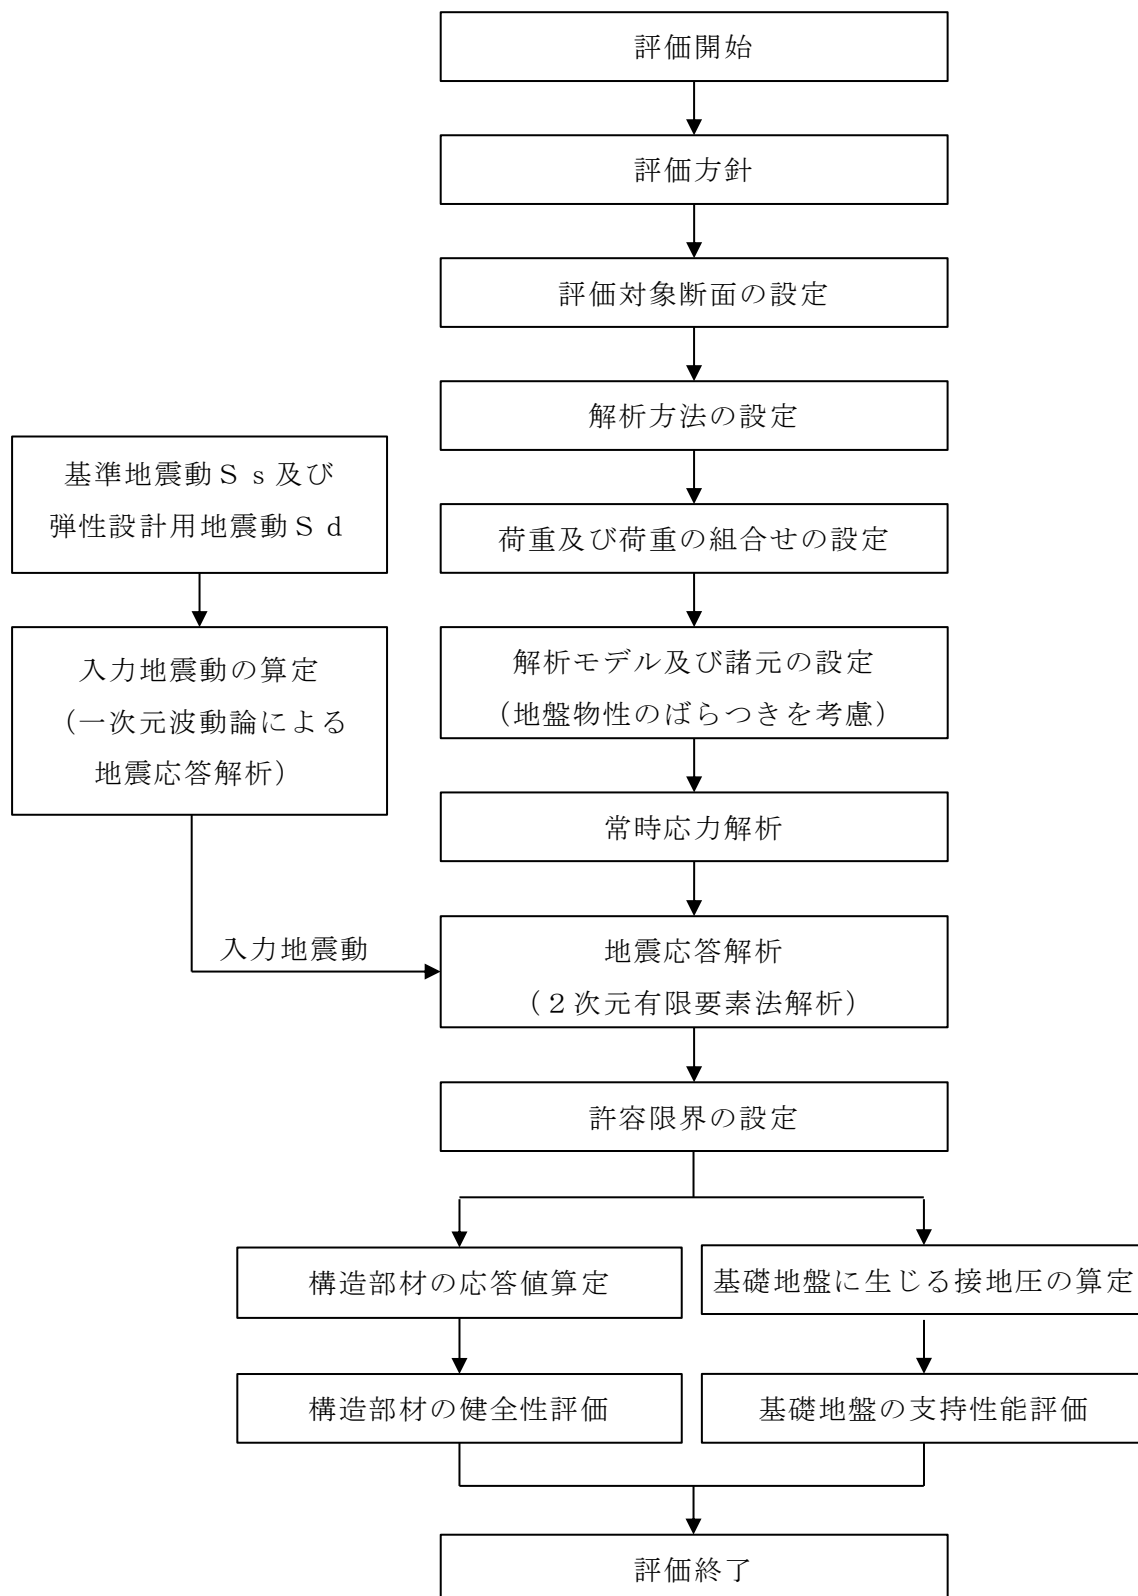 評価開始
評価方針
評価対象断面の設定
解析方法の設定
基準地震動Ｓｓ及び
弾性設計用地震動Ｓｄ
荷重及び荷重の組合せの設定
入力地震動の算定
（一次元波動論による
地震応答解析）
解析モデル及び諸元の設定
（地盤物性のばらつきを考慮）
常時応力解析
入力地震動
地震応答解析
（２次元有限要素法解析）
許容限界の設定
構造部材の応答値算定
基礎地盤に生じる接地圧の算定
構造部材の健全性評価
基礎地盤の支持性能評価
評価終了